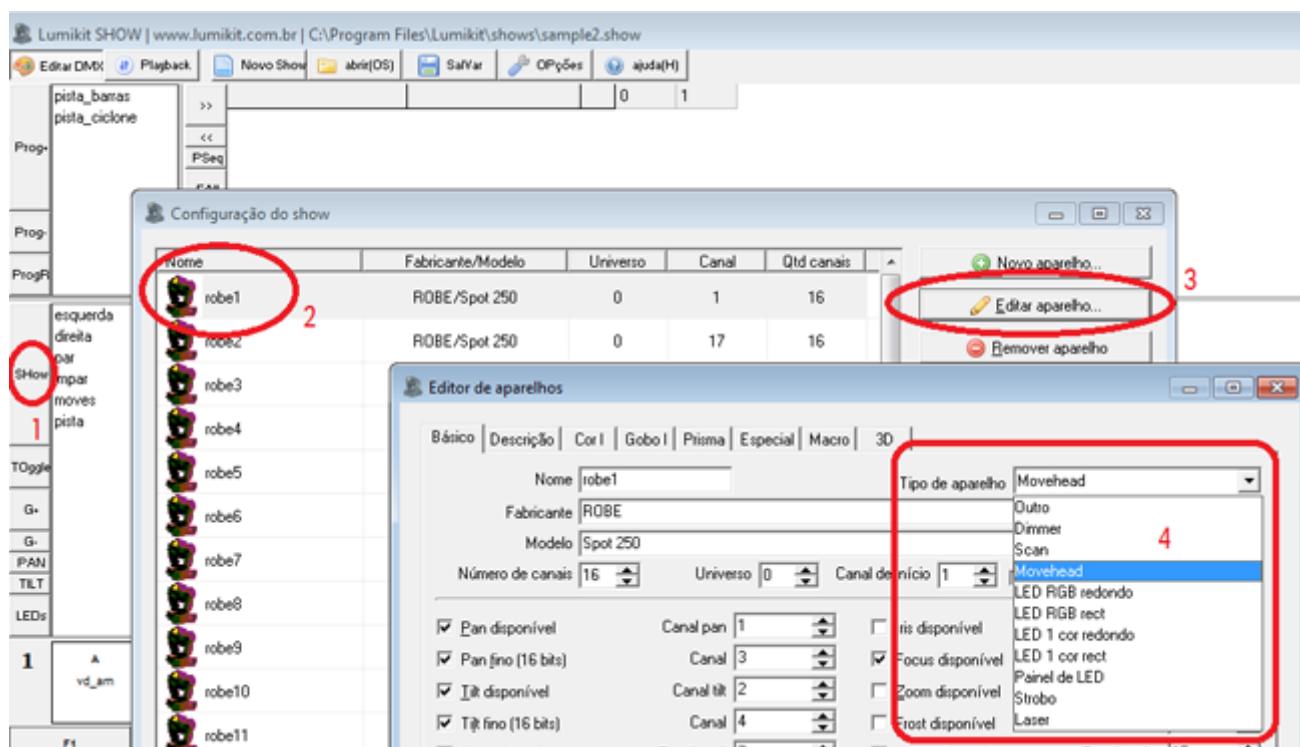 Lumikit SHOW | www.lumikit.com.br | C:\Program Files\Lumikit\shows\sample2.show
Editar DMX Playback Novo Show abrir(OS) SalVar OPções ajuda(H)
pista_barras >> 0 1
pista_ciclone
<<
Prog+
PSeq
Configuração do show
Prog-
Nome Fabricante/Modelo Universo Canal Qtd canais Novo aparelho...
ProgR
3
robe1 ROBE/Spot 250 0 1 16 Editar aparelho...
2
esquerda
direita
robe2 ROBE/Spot 250 0 17 16 Remover aparelho
par
SHow
impar
robe3
Editor de aparelhos
moves
1
pista
robe4
Básico Descrição Cor I Gobo I Prisma Especial Macro 3D
TOggle
robe5
Nome robe1 Tipo de aparelho Movehead
G+
robe6
Fabricante ROBE
Outro
Dimmer
G-
Modelo Spot 250
Scan
4
PAN
robe7
Número de canais 16 Universo 0 Canal de início 1
Movehead
TILT
LED RGB redondo
LEDs
robe8
LED RGB rect
Pan disponível Canal pan 1 Iris disponível
LED 1 cor redondo
1
A
robe9
Pan fino (16 bits) Canal 3 Focus disponível
LED 1 cor rect
vd_am
Painel de LED
robe10
Tilt disponível Canal tilt 2 Zoom disponível
Strobo
Tilt fino (16 bits) Canal 4 Frost disponível
Laser
robe11
F1